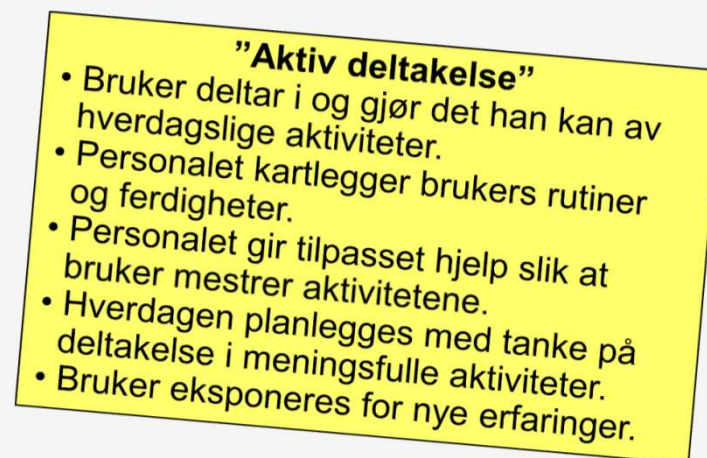 ”Aktiv deltakelse”
• Bruker deltar i og gjør det han kan av
hverdagslige aktiviteter.
• Personalet kartlegger brukers rutiner
og ferdigheter.
• Personalet gir tilpasset hjelp slik at
bruker mestrer aktivitetene.
• Hverdagen planlegges med tanke på
deltakelse i meningsfulle aktiviteter.
• Bruker eksponeres for nye erfaringer.